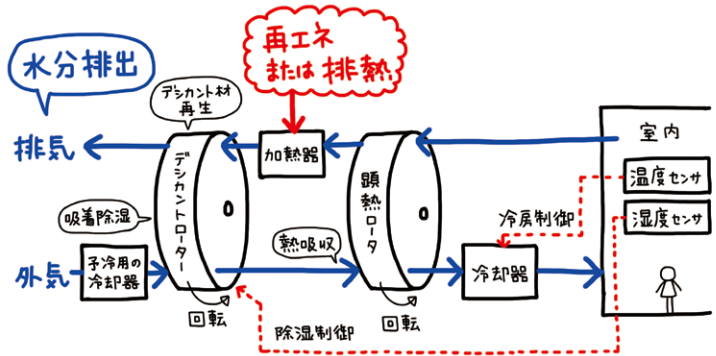 再エネ
または排熱
水分排出
デシカント材
再生
排気
加熱器
室内
デシカントローター
顕熱ロータ
温度センサ
湿度センサ
吸着除湿
冷房制御
熱吸収
外気
予冷用の
冷却器
冷却器
回転
回転
除湿制御